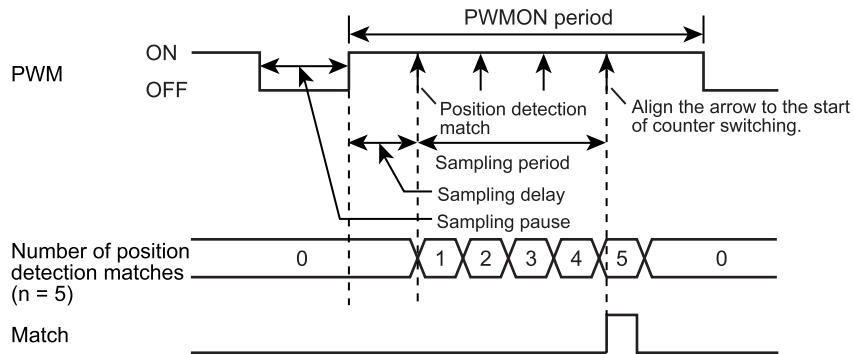 PWMON period
ON
PWM
OFF
Position detection
match
Align the arrow to the start
of counter switching.
Sampling period
Sampling delay
Sampling pause
Number of position
detection matches
(n = 5)
0 1 2 3 4 5 0
Match